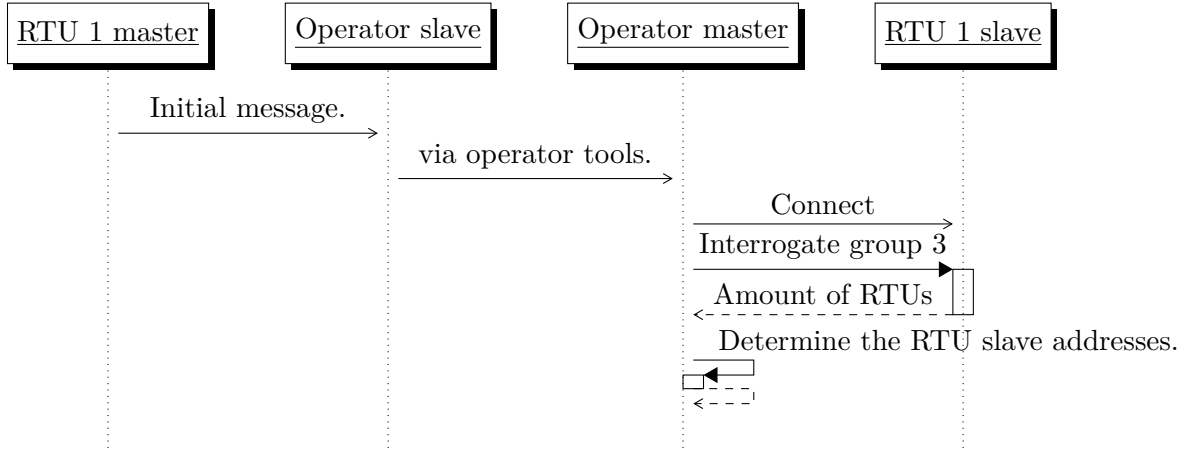 RTU 1 master
Operator slave
Operator master
RTU 1 slave
Initial message.
via operator tools.
Connect
Interrogate group 3
Amount of RTUs
Determine the RTU slave addresses.